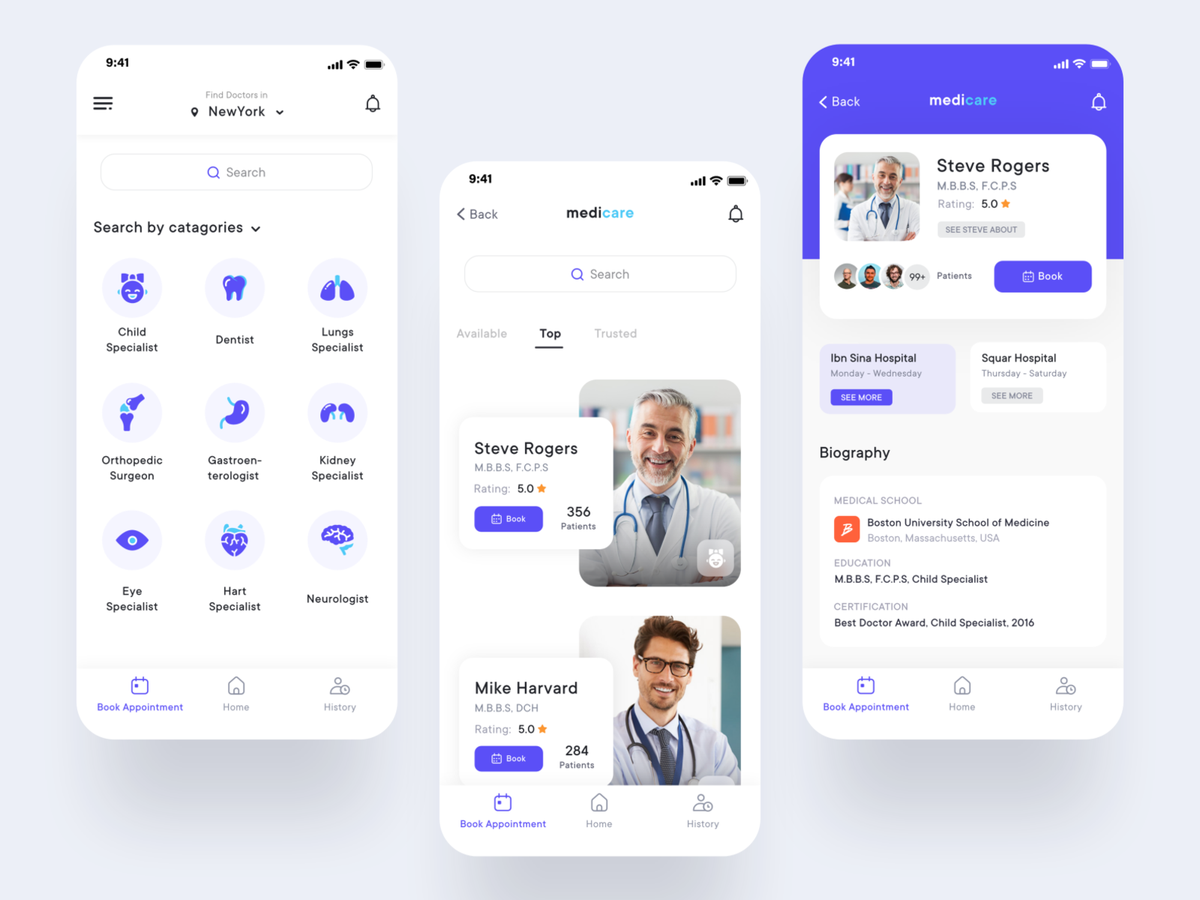 9:41
Find Doctors in
NewYork
Search
Search by catagories
Child
Specialist
Dentist
Lungs
Specialist
Orthopedic
Surgeon
Gastroen-
terologist
Kidney
Specialist
Eye
Specialist
Hart
Specialist
Neurologist
Book Appointment
Home
History
9:41
Back
medicare
Search
Available
Top
Trusted
Steve Rogers
M.B.B.S, F.C.P.S
Rating: 5.0
Book
356
Patients
Mike Harvard
M.B.B.S, DCH
Rating: 5.0
Book
284
Patients
Book Appointment
Home
History
9:41
Back
medicare
Steve Rogers
M.B.B.S, F.C.P.S
Rating: 5.0
SEE STEVE ABOUT
99+
Patients
Book
Ibn Sina Hospital
Monday - Wednesday
SEE MORE
Squar Hospital
Thursday - Saturday
SEE MORE
Biography
MEDICAL SCHOOL
Boston University School of Medicine
Boston, Massachusetts, USA
EDUCATION
M.B.B.S, F.C.P.S, Child Specialist
CERTIFICATION
Best Doctor Award, Child Specialist, 2016
Book Appointment
Home
History